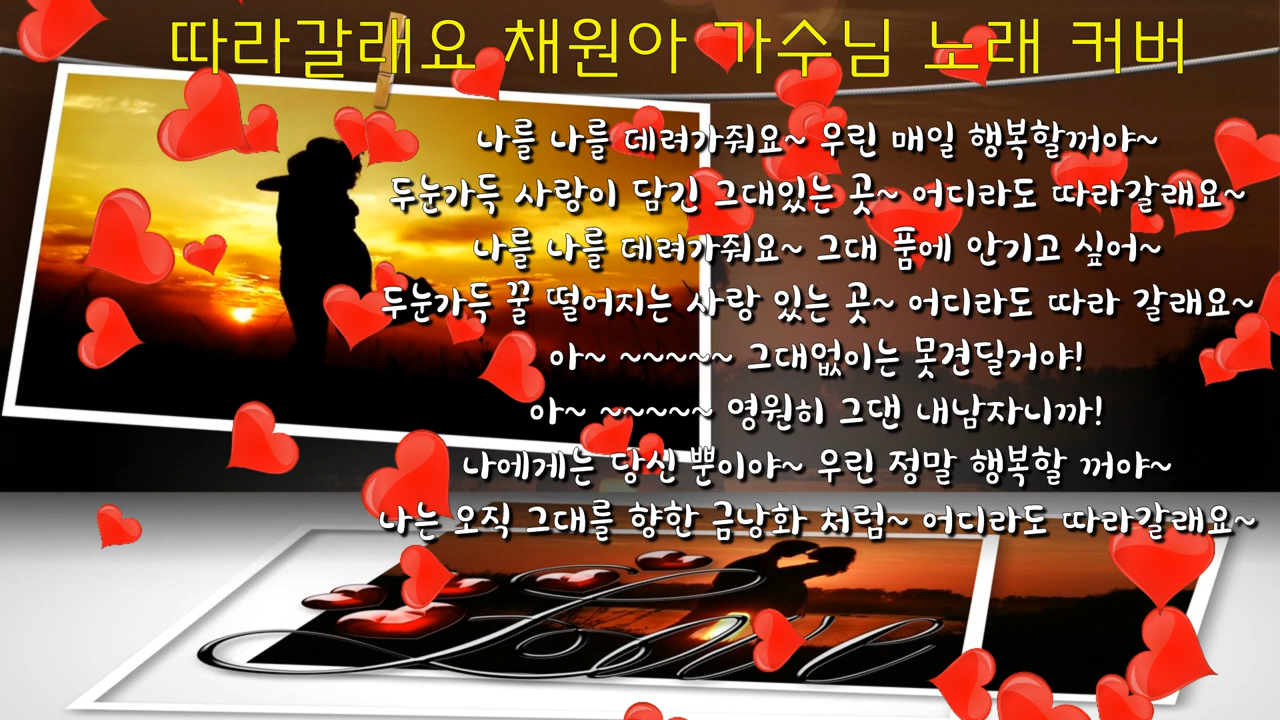 따라갈래요 채원아 가수님 노래 커버
나를 나를 데려가줘요~ 우린 매일 행복할꺼야~
두눈가득 사랑이 담긴 그대있는 곳~ 어디라도 따라갈래요~
나를 나를 데려가줘요~ 그대 품에 안기고 싶어~
두눈가득 꿀 떨어지는 사랑 있는 곳~ 어디라도 따라 갈래요~
아~ ~~~~~ 그대없이는 못견딜거야!
아~ ~~~~~ 영원히 그댄 내남자니까!
나에게는 당신 뿐이야~ 우린 정말 행복할 꺼야~
나는 오직 그대를 향한 금낭화 처럼~ 어디라도 따라갈래요~
Love